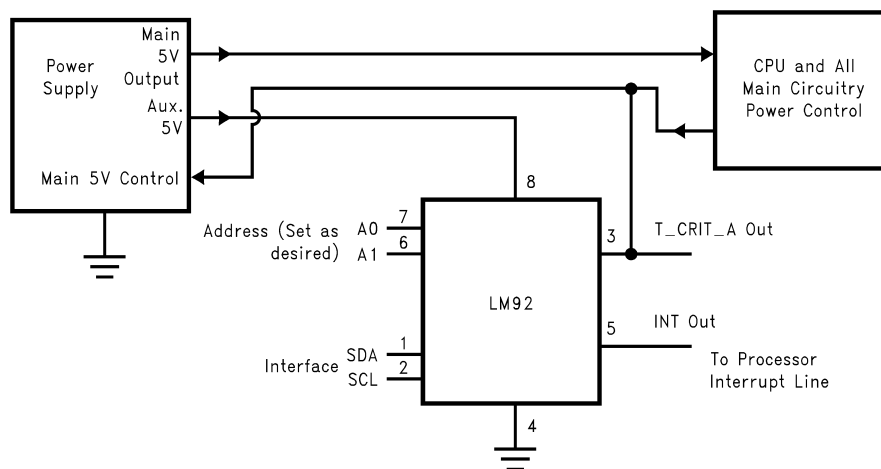 Power
Supply
Main
5V
Output
Aux.
5V
Main 5V Control
CPU and All
Main Circuitry
Power Control
8
Address (Set as
desired)
A0
7
A1
6
3
T_CRIT_A Out
LM92
5
INT Out
Interface
SDA
1
SCL
2
To Processor
Interrupt Line
4